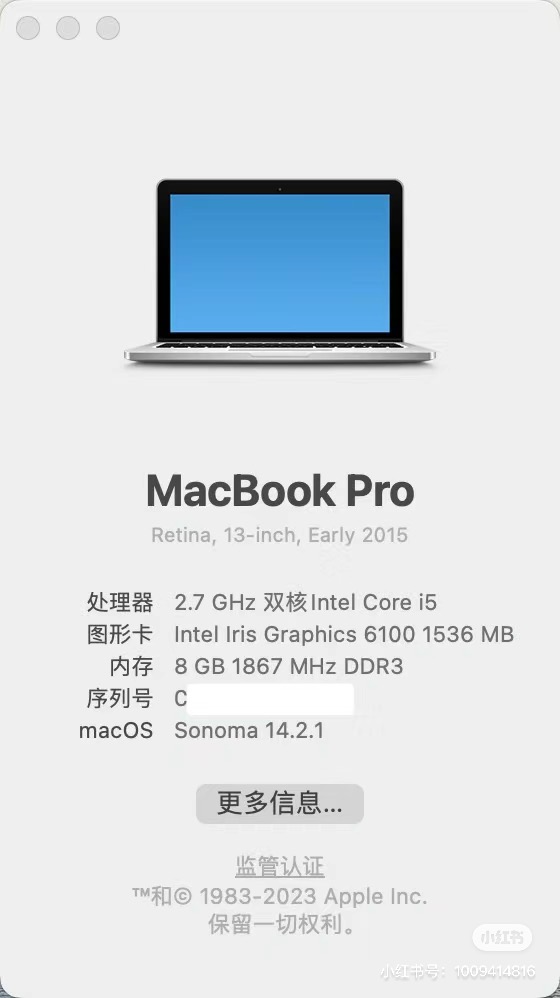 MacBook Pro
Retina, 13-inch, Early 2015
处理器 2.7 GHz 双核Intel Core i5
图形卡 Intel Iris Graphics 6100 1536 MB
内存 8 GB 1867 MHz DDR3
序列号 C
macOS Sonoma 14.2.1
更多信息...
监管认证
™和© 1983-2023 Apple Inc.
保留一切权利。
小红书
小红书号：1009414816